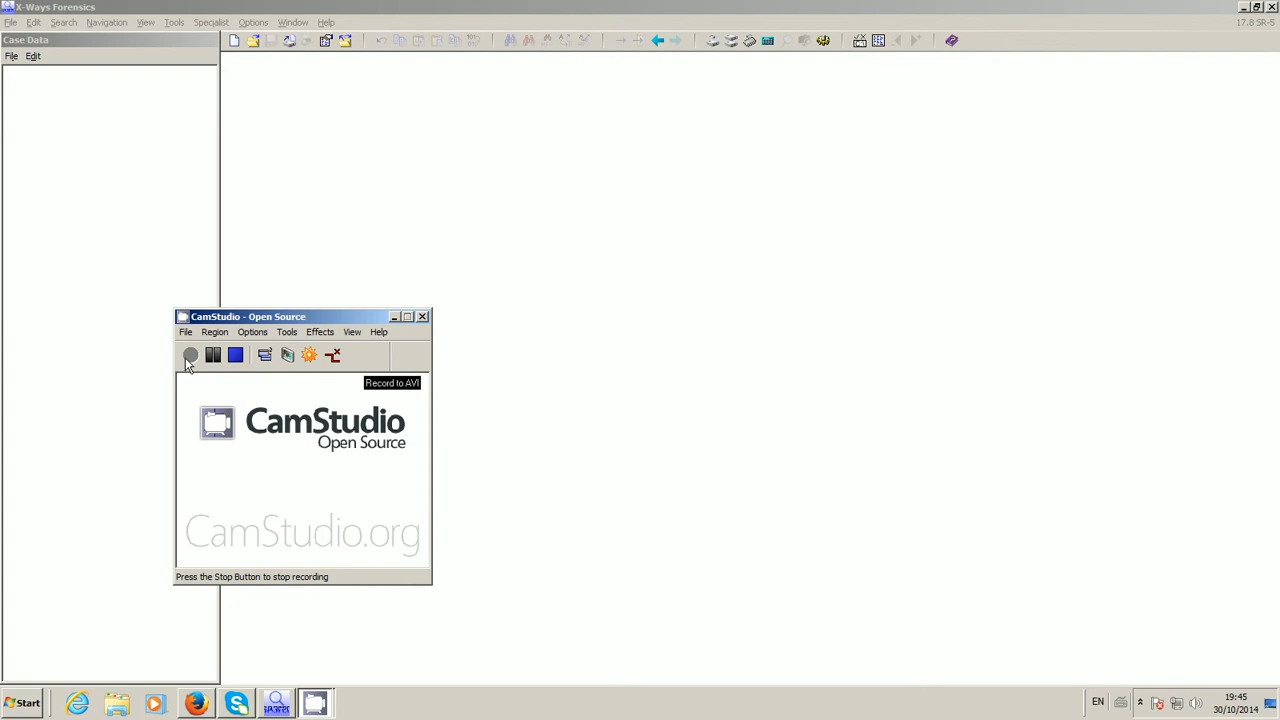 X-Ways Forensics
File Edit Search Navigation View Tools Specialist Options Window Help
17.8 SR-5
Case Data
File Edit
CamStudio - Open Source
File Region Options Tools Effects View Help
Record to AVI
CamStudio
Open Source
CamStudio.org
Press the Stop Button to stop recording
Start
EN
19:45
30/10/2014